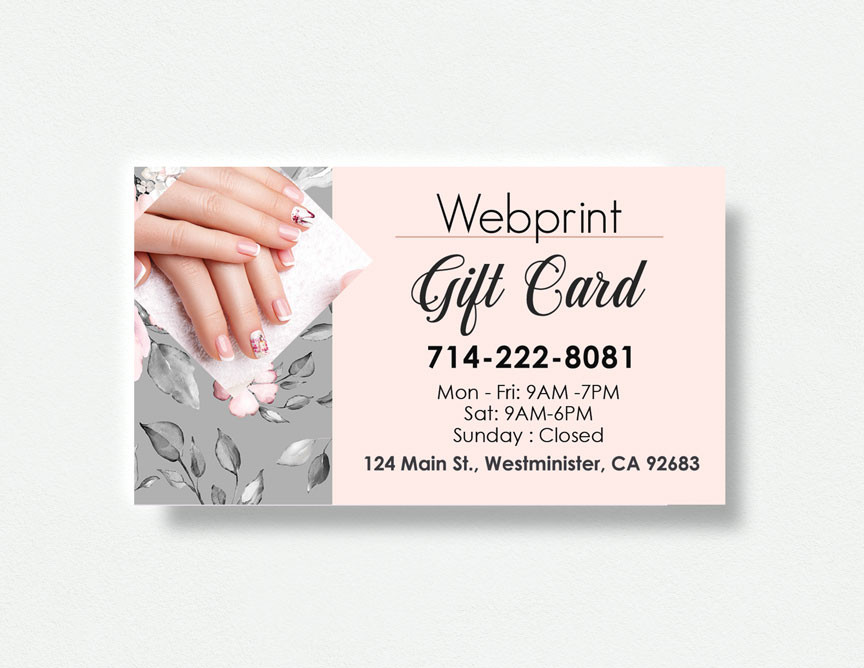 Webprint
Gift Card
714-222-8081
Mon - Fri: 9AM -7PM
Sat: 9AM-6PM
Sunday : Closed
124 Main St., Westminister, CA 92683